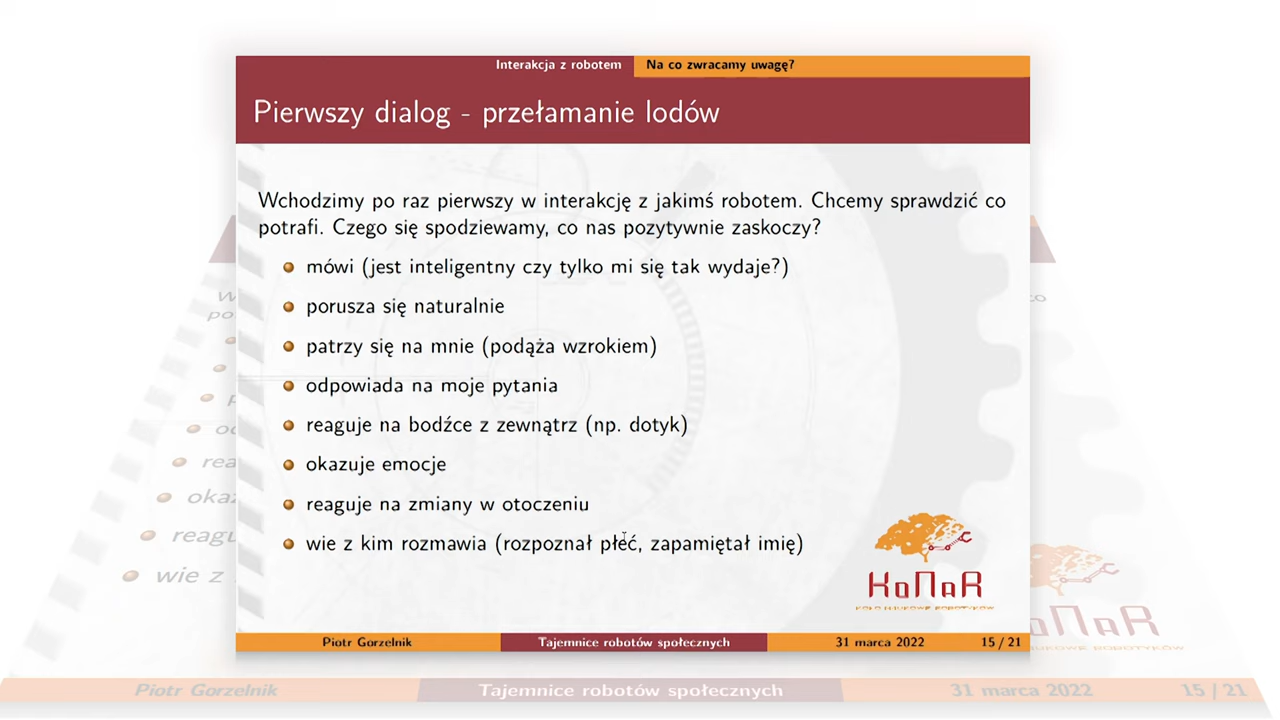 Interakcja z robotem Na co zwracamy uwagę?
Pierwszy dialog - przełamanie lodów
Wchodzimy po raz pierwszy w interakcję z jakimś robotem. Chcemy sprawdzić co
potrafi. Czego się spodziewamy, co nas pozytywnie zaskoczy?
mówi (jest inteligentny czy tylko mi się tak wydaje?)
porusza się naturalnie
patrzy się na mnie (podąża wzrokiem)
odpowiada na moje pytania
reaguje na bodźce z zewnątrz (np. dotyk)
okazuje emocje
reaguje na zmiany w otoczeniu
wie z kim rozmawia (rozpoznał płeć, zapamiętał imię)
KoNaR
KOŁO NAUKOWE ROBOTYKÓW
Piotr Gorzelnik Tajemnice robotów społecznych 31 marca 2022 15 / 21
Piotr Gorzelnik Tajemnice robotów społecznych 31 marca 2022 15 / 21